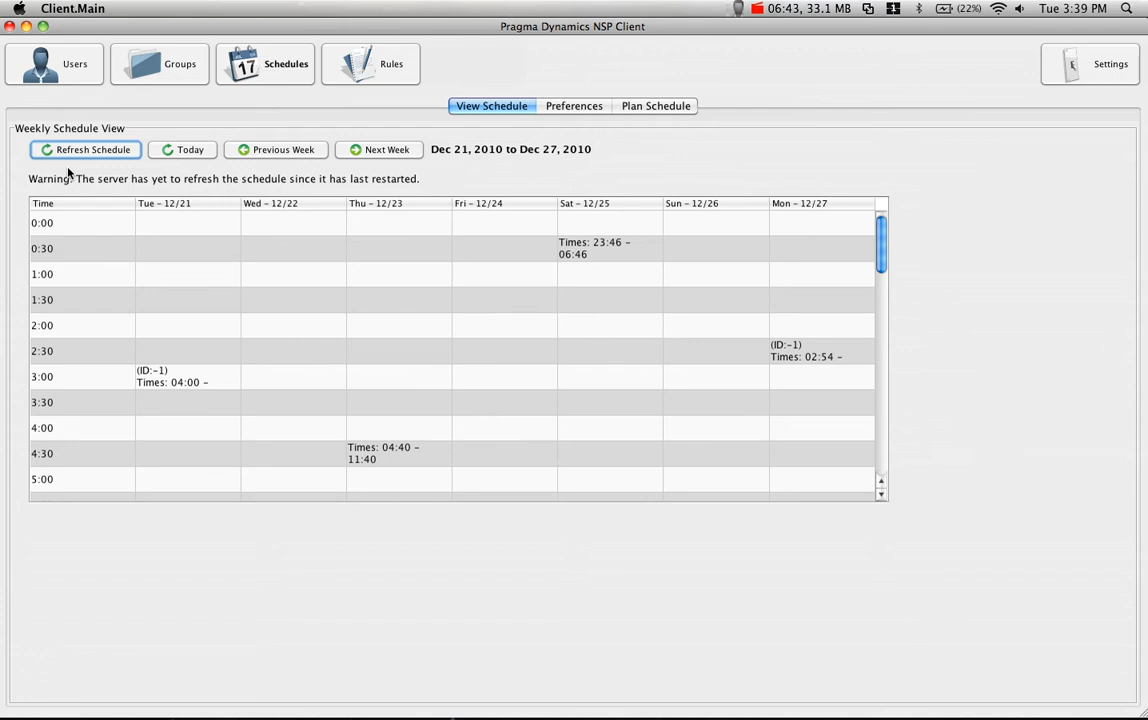 Client.Main 06:43, 33.1 MB 1 (22%) Tue 3:39 PM
Pragma Dynamics NSP Client
Users Groups 17 Schedules Rules Settings
View Schedule Preferences Plan Schedule
Weekly Schedule View
Refresh Schedule Today Previous Week Next Week Dec 21, 2010 to Dec 27, 2010
Warning: The server has yet to refresh the schedule since it has last restarted.
Time Tue – 12/21 Wed – 12/22 Thu – 12/23 Fri – 12/24 Sat – 12/25 Sun – 12/26 Mon – 12/27
0:00
0:30 Times: 23:46 –
06:46
1:00
1:30
2:00
2:30 (ID:–1)
Times: 02:54 –
3:00 (ID:–1)
Times: 04:00 –
3:30
4:00
4:30 Times: 04:40 –
11:40
5:00